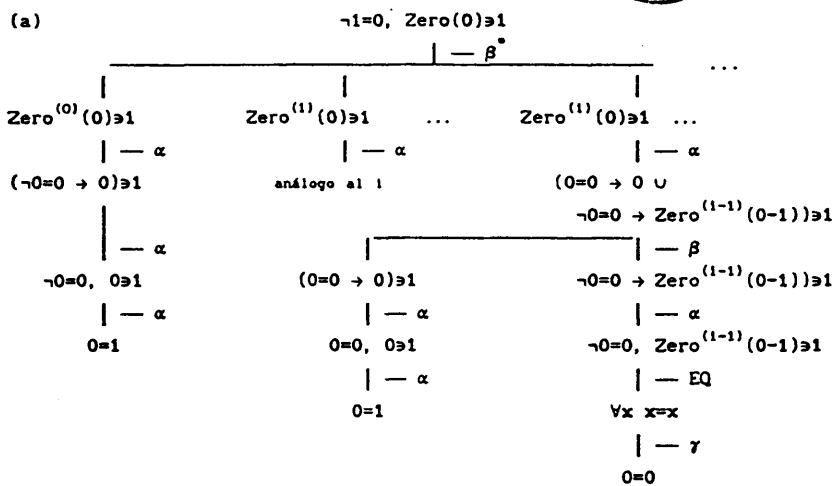 (a) ¬1=0, Zero(0)∋1
— β*
...
Zero⁽⁰⁾(0)∋1 Zero⁽¹⁾(0)∋1 ... Zero⁽ⁱ⁾(0)∋1 ...
— α — α — α
(¬0=0 → 0)∋1 análogo al i (0=0 → 0 ∪
¬0=0 → Zero⁽ⁱ⁻¹⁾(0-1))∋1
— α — β
¬0=0, 0∋1 (0=0 → 0)∋1 ¬0=0 → Zero⁽ⁱ⁻¹⁾(0-1))∋1
— α — α — α
0=1 0=0, 0∋1 ¬0=0, Zero⁽ⁱ⁻¹⁾(0-1)∋1
— α — EQ
0=1 ∀x x=x
— γ
0=0